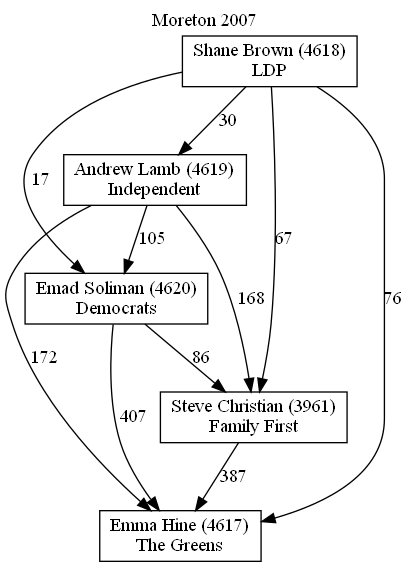 Moreton 2007
Shane Brown (4618)
LDP
30
Andrew Lamb (4619)
Independent
17
67
105
Emad Soliman (4620)
Democrats
168
76
86
172
Steve Christian (3961)
Family First
407
387
Emma Hine (4617)
The Greens